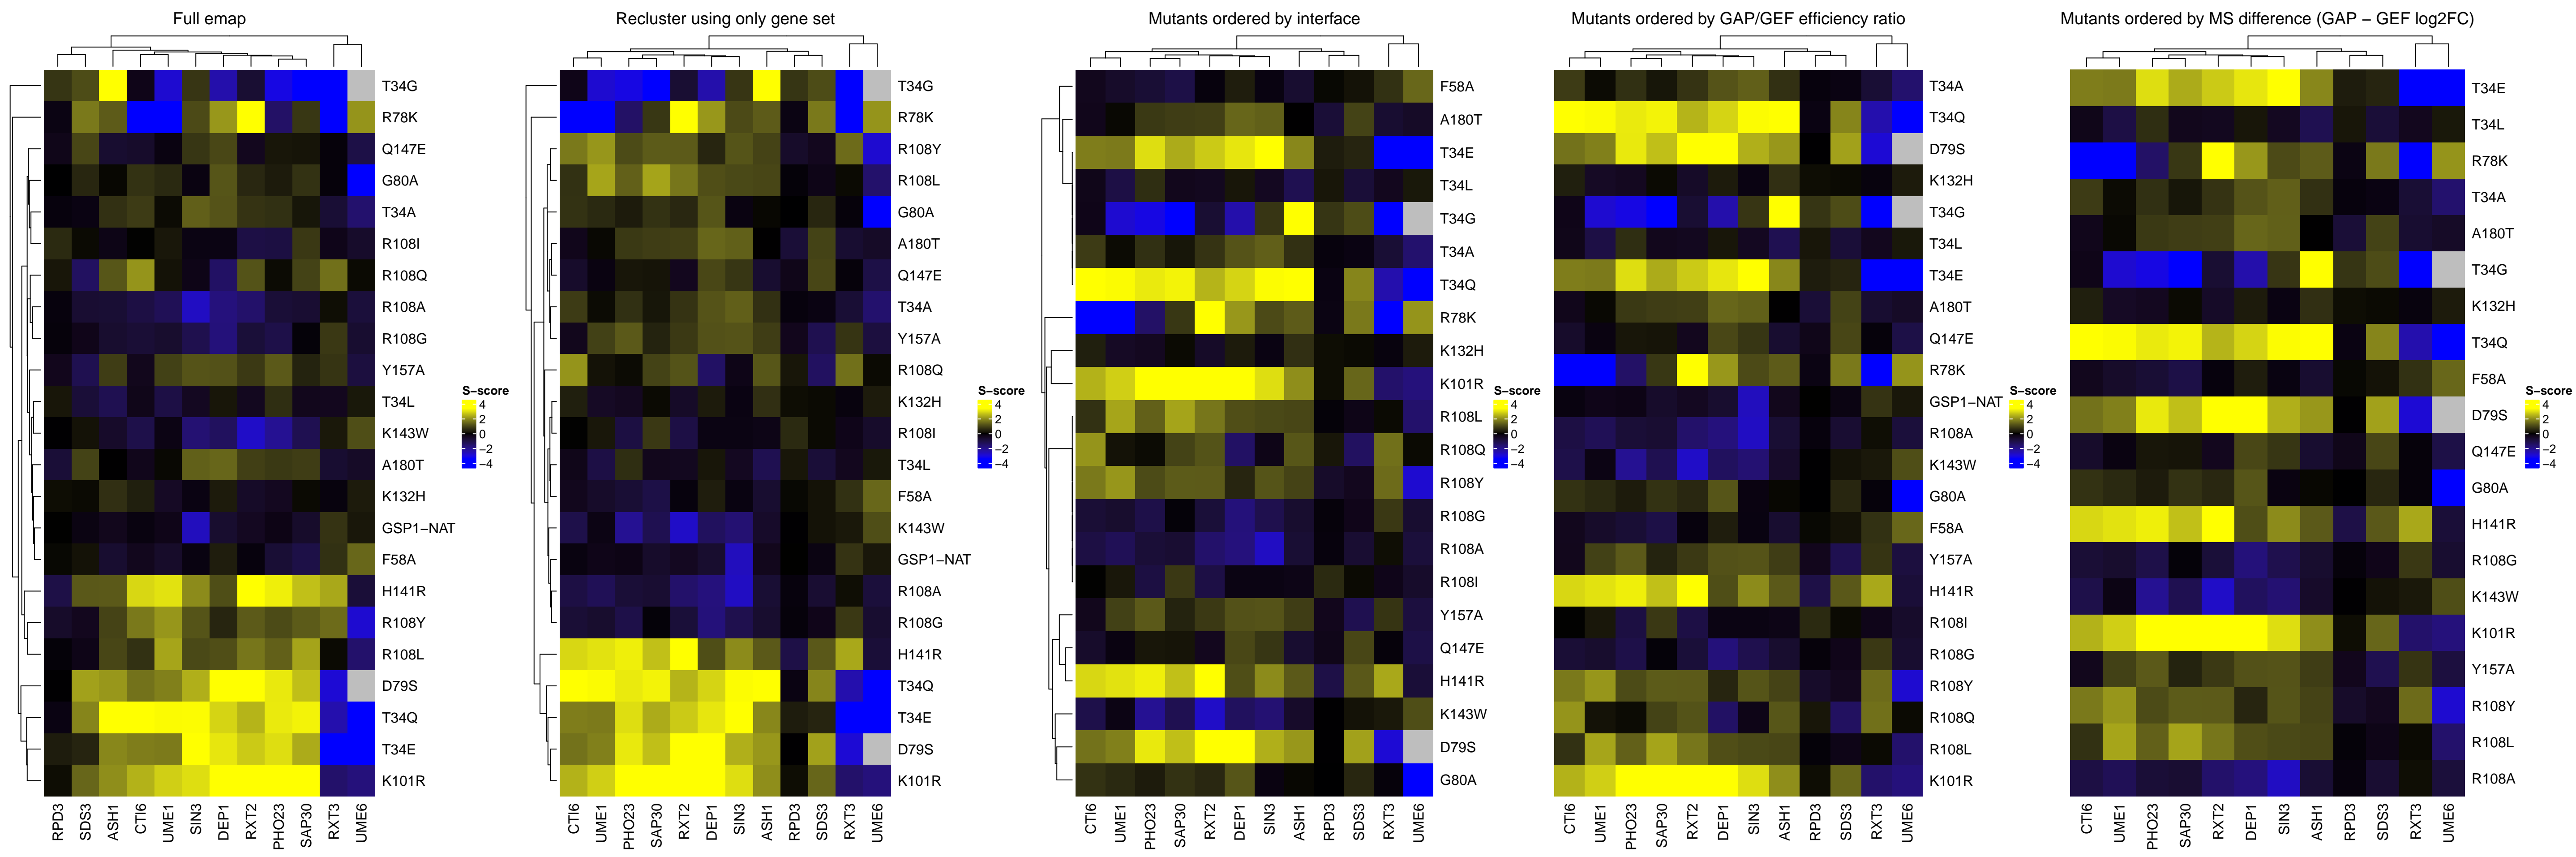 Full emap
T34G
R78K
Q147E
G80A
T34A
R108I
R108Q
R108A
R108G
Y157A
T34L
K143W
A180T
K132H
GSP1−NAT
F58A
H141R
R108Y
R108L
D79S
T34Q
T34E
K101R
RPD3
SDS3
ASH1
CTI6
UME1
SIN3
DEP1
RXT2
PHO23
SAP30
RXT3
UME6
S−score
4
2
0
−2
−4
Recluster using only gene set
T34G
R78K
R108Y
R108L
G80A
A180T
Q147E
T34A
Y157A
R108Q
K132H
R108I
T34L
F58A
K143W
GSP1−NAT
R108A
R108G
H141R
T34Q
T34E
D79S
K101R
CTI6
UME1
PHO23
SAP30
RXT2
DEP1
SIN3
ASH1
RPD3
SDS3
RXT3
UME6
S−score
4
2
0
−2
−4
Mutants ordered by interface
F58A
A180T
T34E
T34L
T34G
T34A
T34Q
R78K
K132H
K101R
R108L
R108Q
R108Y
R108G
R108A
R108I
Y157A
Q147E
H141R
K143W
D79S
G80A
CTI6
UME1
PHO23
SAP30
RXT2
DEP1
SIN3
ASH1
RPD3
SDS3
RXT3
UME6
S−score
4
2
0
−2
−4
Mutants ordered by GAP/GEF efficiency ratio
T34A
T34Q
D79S
K132H
T34G
T34L
T34E
A180T
Q147E
R78K
GSP1−NAT
R108A
K143W
G80A
F58A
Y157A
H141R
R108I
R108G
R108Y
R108Q
R108L
K101R
CTI6
UME1
PHO23
SAP30
RXT2
DEP1
SIN3
ASH1
RPD3
SDS3
RXT3
UME6
S−score
4
2
0
−2
−4
Mutants ordered by MS difference (GAP − GEF log2FC)
T34E
T34L
R78K
T34A
A180T
T34G
K132H
T34Q
F58A
D79S
Q147E
G80A
H141R
R108G
K143W
K101R
Y157A
R108Y
R108L
R108A
CTI6
UME1
PHO23
SAP30
RXT2
DEP1
SIN3
ASH1
RPD3
SDS3
RXT3
UME6
S−score
4
2
0
−2
−4